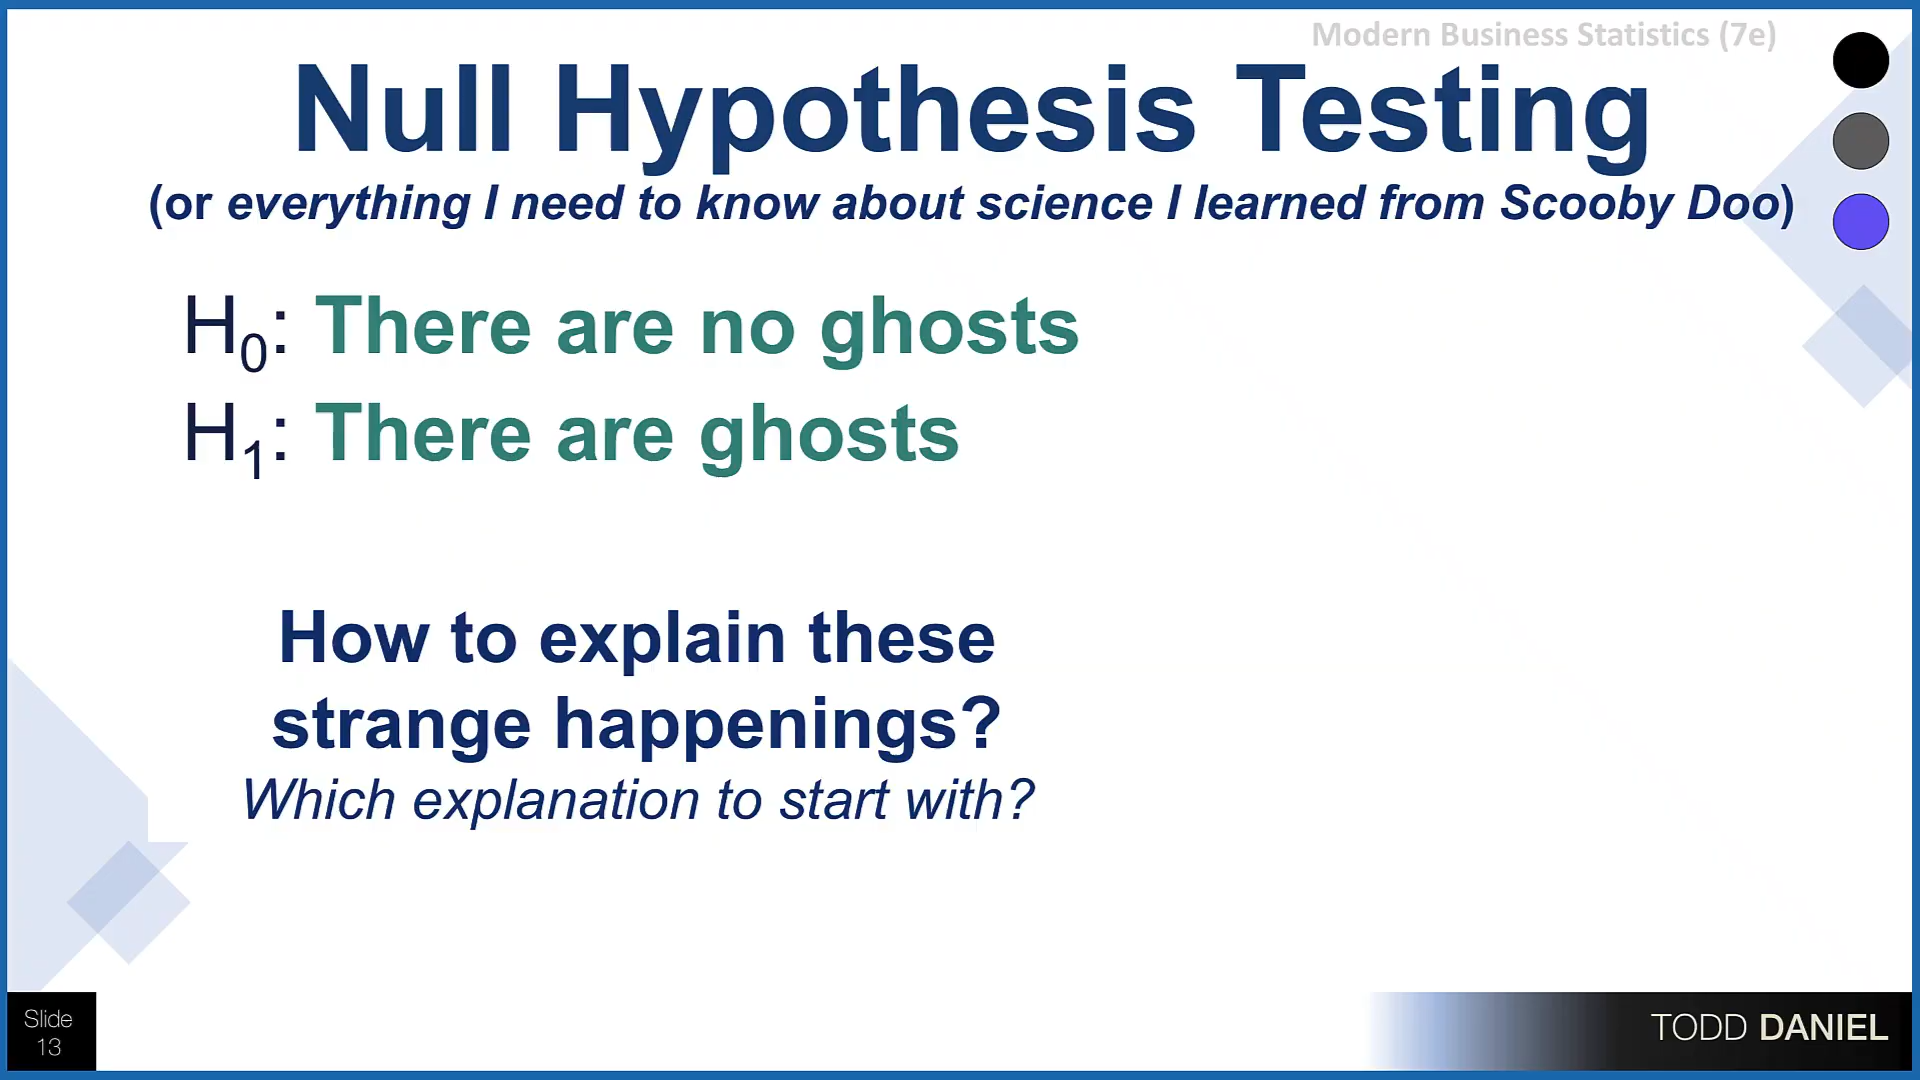 Modern Business Statistics (7e)
Null Hypothesis Testing
(or everything I need to know about science I learned from Scooby Doo)
H0: There are no ghosts
H1: There are ghosts
How to explain these
strange happenings?
Which explanation to start with?
Slide
13
TODD DANIEL